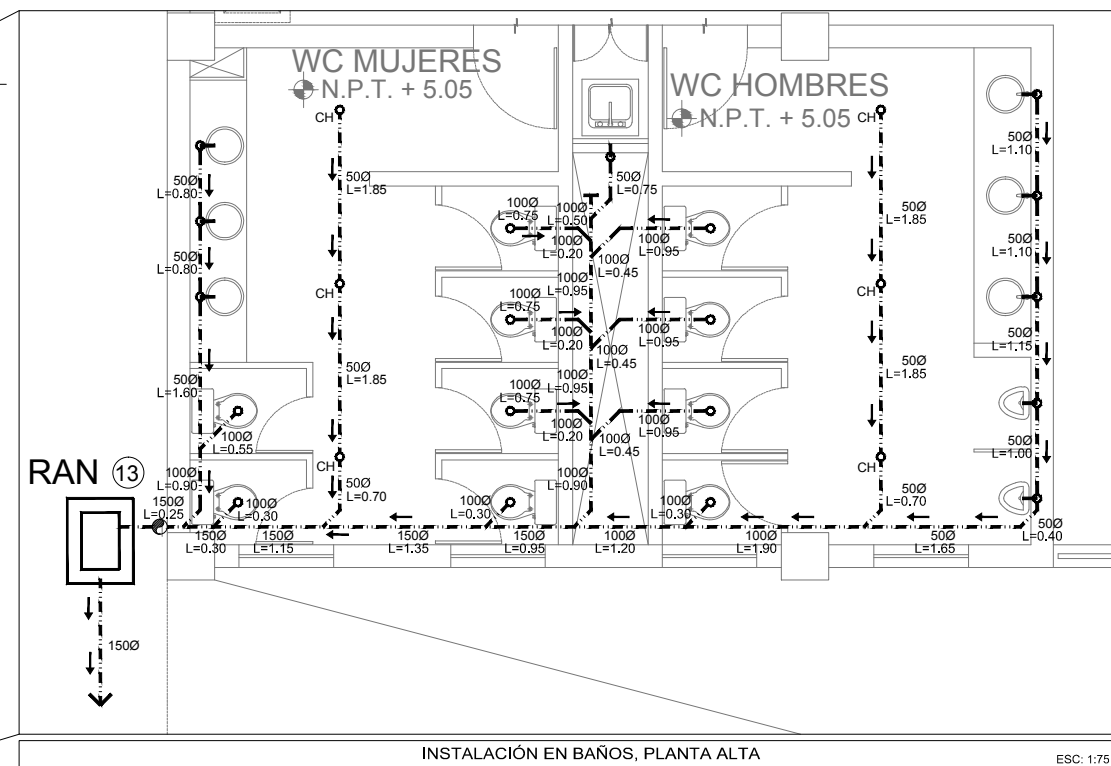 WC MUJERES
N.P.T. + 5.05
WC HOMBRES
N.P.T. + 5.05
CH
CH
50Ø
L=1.10
50Ø
L=0.80
50Ø
L=1.85
50Ø
L=0.75
50Ø
L=1.85
50Ø
L=1.10
100Ø
L=0.75
100Ø
L=0.50
100Ø
L=0.20
100Ø
L=0.95
100Ø
L=0.45
50Ø
L=0.80
CH
100Ø
L=0.95
CH
100Ø
L=0.75
100Ø
L=0.20
100Ø
L=0.95
100Ø
L=0.45
50Ø
L=1.15
50Ø
L=1.60
50Ø
L=1.85
100Ø
L=0.75
100Ø
L=0.95
50Ø
L=1.85
100Ø
L=0.20
100Ø
L=0.95
100Ø
L=0.45
100Ø
L=0.55
50Ø
L=1.00
RAN 13
CH
CH
100Ø
L=0.90
50Ø
L=0.70
100Ø
L=0.90
50Ø
L=0.70
150Ø
L=0.25
100Ø
L=0.30
100Ø
L=0.30
100Ø
L=0.30
50Ø
L=0.40
150Ø
L=0.30
150Ø
L=1.15
150Ø
L=1.35
150Ø
L=0.95
100Ø
L=1.20
100Ø
L=1.90
50Ø
L=1.65
150Ø
INSTALACIÓN EN BAÑOS, PLANTA ALTA
ESC: 1:75